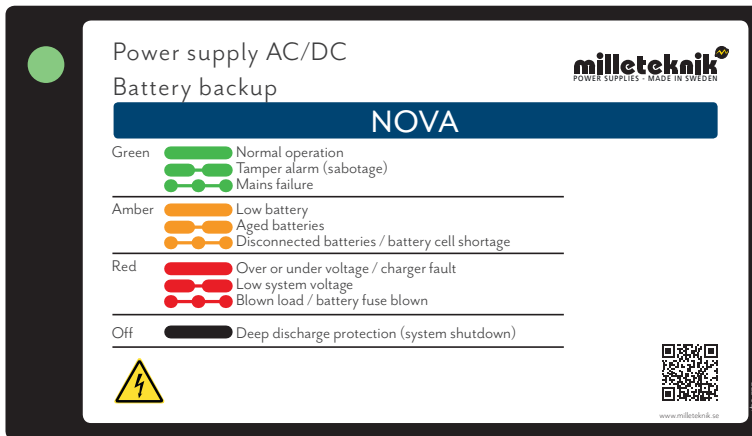 Power supply AC/DC
Battery backup
milleteknik
POWER SUPPLIES - MADE IN SWEDEN
NOVA
Green Normal operation
Tamper alarm (sabotage)
Mains failure
Amber Low battery
Aged batteries
Disconnected batteries / battery cell shortage
Red Over or under voltage / charger fault
Low system voltage
Blown load / battery fuse blown
Off Deep discharge protection (system shutdown)
www.milleteknik.se